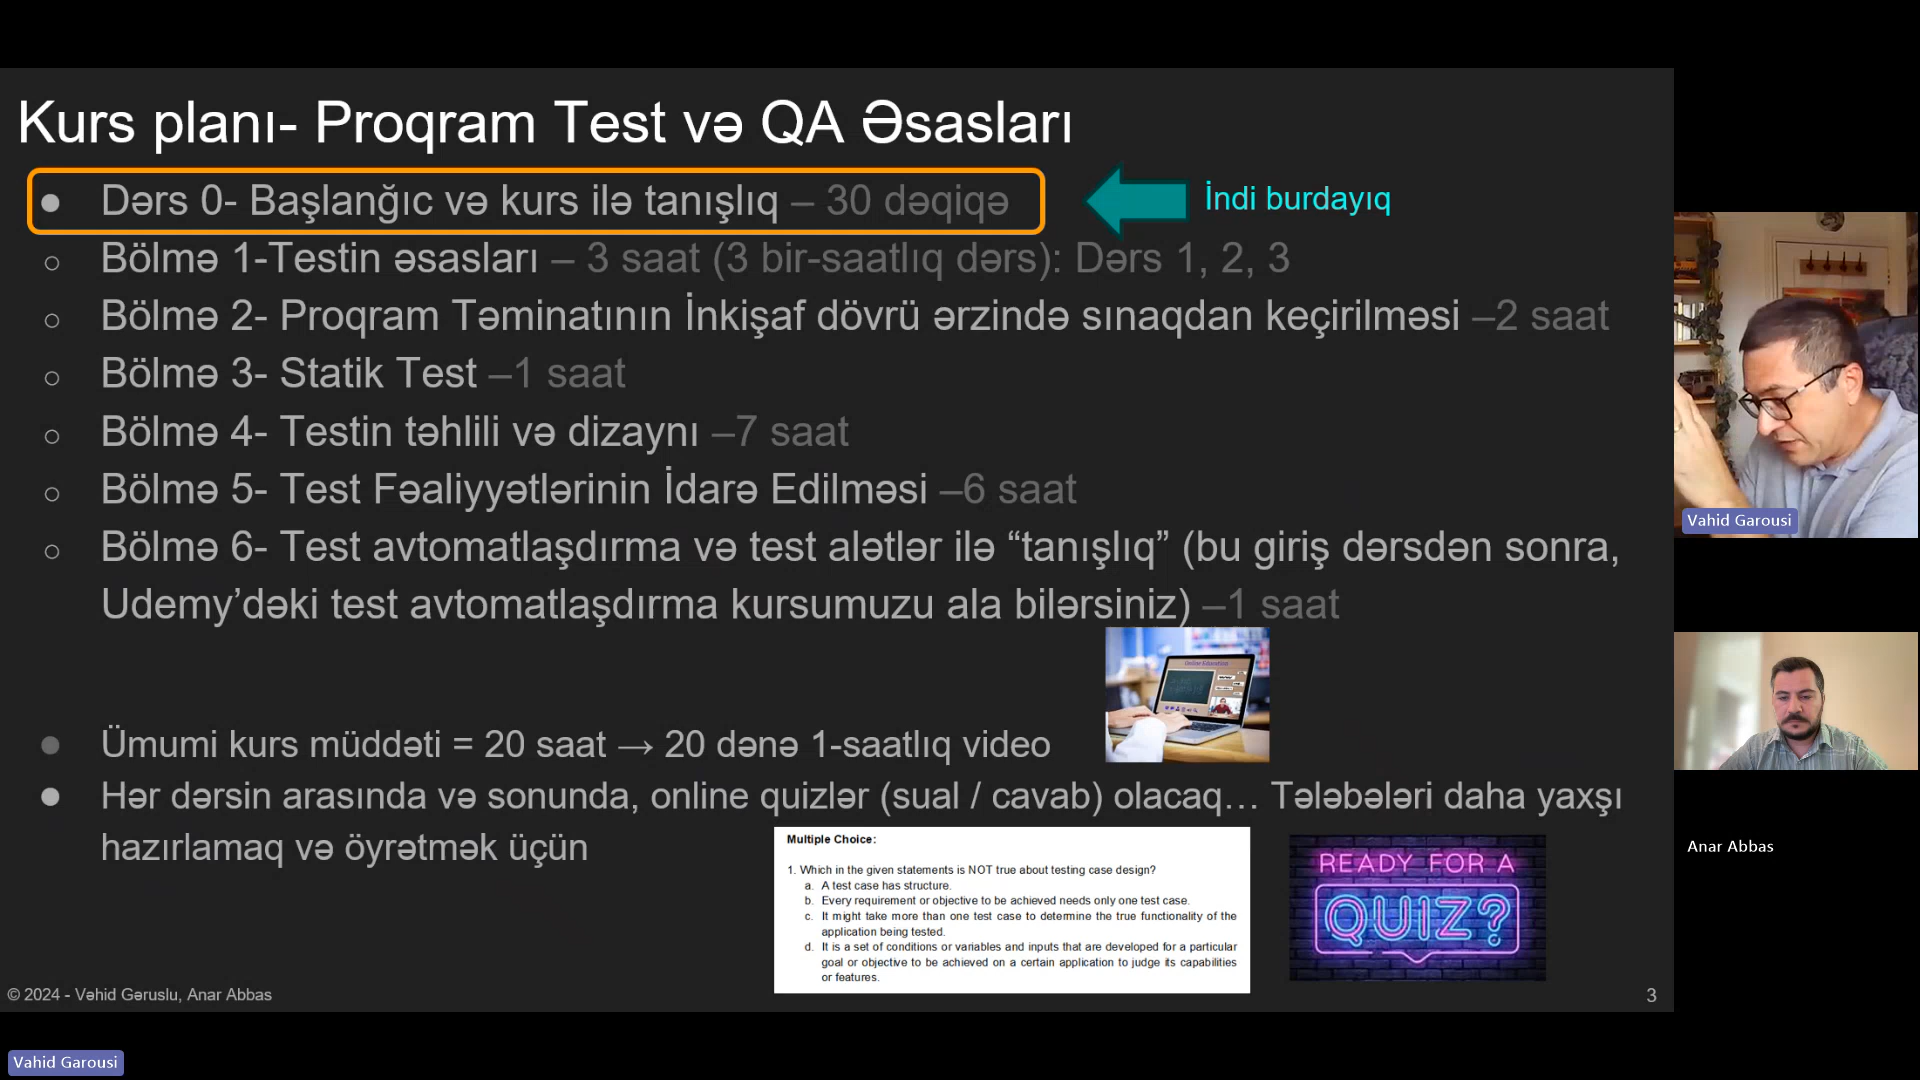 Kurs planı- Proqram Test və QA Əsasları
● Dərs 0- Başlanğıc və kurs ilə tanışlıq – 30 dəqiqə
İndi burdayıq
○ Bölmə 1-Testin əsasları – 3 saat (3 bir-saatlıq dərs): Dərs 1, 2, 3
○ Bölmə 2- Proqram Təminatının İnkişaf dövrü ərzində sınaqdan keçirilməsi –2 saat
○ Bölmə 3- Statik Test –1 saat
○ Bölmə 4- Testin təhlili və dizaynı –7 saat
○ Bölmə 5- Test Fəaliyyətlərinin İdarə Edilməsi –6 saat
○ Bölmə 6- Test avtomatlaşdırma və test alətlər ilə “tanışlıq” (bu giriş dərsdən sonra,
Udemy’dəki test avtomatlaşdırma kursumuzu ala bilərsiniz) –1 saat
Online Education
● Ümumi kurs müddəti = 20 saat → 20 dənə 1-saatlıq video
● Hər dərsin arasında və sonunda, online quizlər (sual / cavab) olacaq… Tələbələri daha yaxşı
hazırlamaq və öyrətmək üçün
Multiple Choice:
1. Which in the given statements is NOT true about testing case design?
a. A test case has structure.
b. Every requirement or objective to be achieved needs only one test case.
c. It might take more than one test case to determine the true functionality of the
application being tested.
d. It is a set of conditions or variables and inputs that are developed for a particular
goal or objective to be achieved on a certain application to judge its capabilities
or features.
READY FOR A
QUIZ?
© 2024 - Vəhid Gəruslu, Anar Abbas
3
Vahid Garousi
Anar Abbas
Vahid Garousi